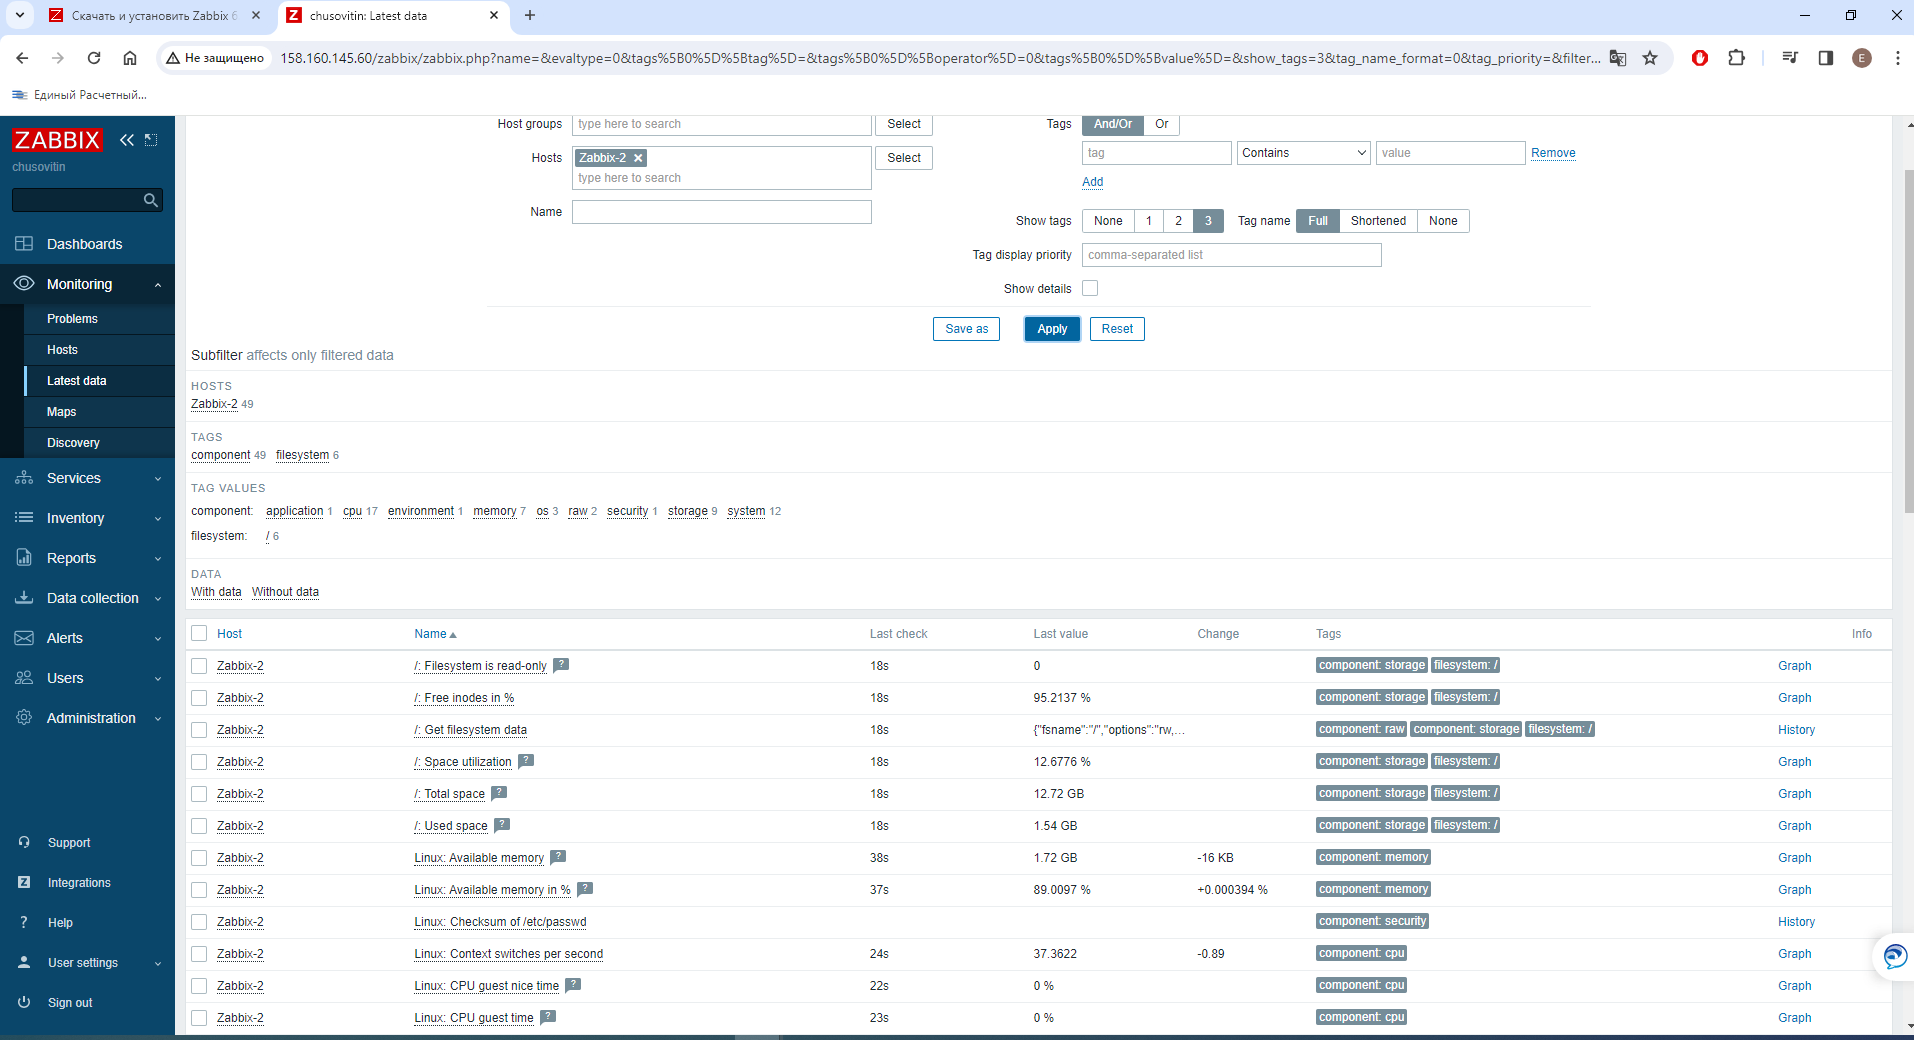 Скачать и установить Zabbix 6
chusovitin: Latest data
Не защищено
158.160.145.60/zabbix/zabbix.php?name=&evaltype=0&tags%5B0%5D%5Btag%5D=&tags%5B0%5D%5Boperator%5D=0&tags%5B0%5D%5Bvalue%5D=&show_tags=3&tag_name_format=0&tag_priority=&filter...
E
Единый Расчетный...
ZABBIX
chusovitin
Dashboards
Monitoring
Problems
Hosts
Latest data
Maps
Discovery
Services
Inventory
Reports
Data collection
Alerts
Users
Administration
Support
Z Integrations
? Help
User settings
Sign out
Host groups type here to search Select
Hosts Zabbix-2 Select
type here to search
Name
Tags And/Or Or
tag Contains value Remove
Add
Show tags None 1 2 3 Tag name Full Shortened None
Tag display priority comma-separated list
Show details
Save as Apply Reset
Subfilter affects only filtered data
HOSTS
Zabbix-2 49
TAGS
component 49 filesystem 6
TAG VALUES
component: application 1 cpu 17 environment 1 memory 7 os 3 raw 2 security 1 storage 9 system 12
filesystem: / 6
DATA
With data Without data
Host Name Last check Last value Change Tags Info
Zabbix-2 /: Filesystem is read-only ? 18s 0 component: storage filesystem: / Graph
Zabbix-2 /: Free inodes in % 18s 95.2137 % component: storage filesystem: / Graph
Zabbix-2 /: Get filesystem data 18s {"fsname":"/","options":"rw,... component: raw component: storage filesystem: / History
Zabbix-2 /: Space utilization ? 18s 12.6776 % component: storage filesystem: / Graph
Zabbix-2 /: Total space ? 18s 12.72 GB component: storage filesystem: / Graph
Zabbix-2 /: Used space ? 18s 1.54 GB component: storage filesystem: / Graph
Zabbix-2 Linux: Available memory ? 38s 1.72 GB -16 KB component: memory Graph
Zabbix-2 Linux: Available memory in % ? 37s 89.0097 % +0.000394 % component: memory Graph
Zabbix-2 Linux: Checksum of /etc/passwd component: security History
Zabbix-2 Linux: Context switches per second 24s 37.3622 -0.89 component: cpu Graph
Zabbix-2 Linux: CPU guest nice time ? 22s 0 % component: cpu Graph
Zabbix-2 Linux: CPU guest time ? 23s 0 % component: cpu Graph